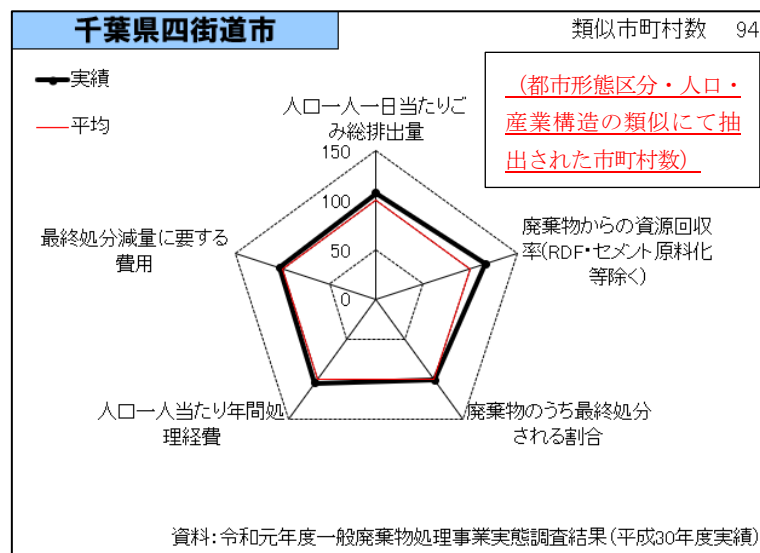 千葉県四街道市
類似市町村数 94
実績
平均
(都市形態区分・人口・
産業構造の類似にて抽
出された市町村数)
人口一人一日当たりご
み総排出量
150
100
50
0
廃棄物からの資源回収
率(RDF・セメント原料化
等除く)
最終処分減量に要する
費用
人口一人当たり年間処
理経費
廃棄物のうち最終処分
される割合
資料:令和元年度一般廃棄物処理事業実態調査結果(平成30年度実績)